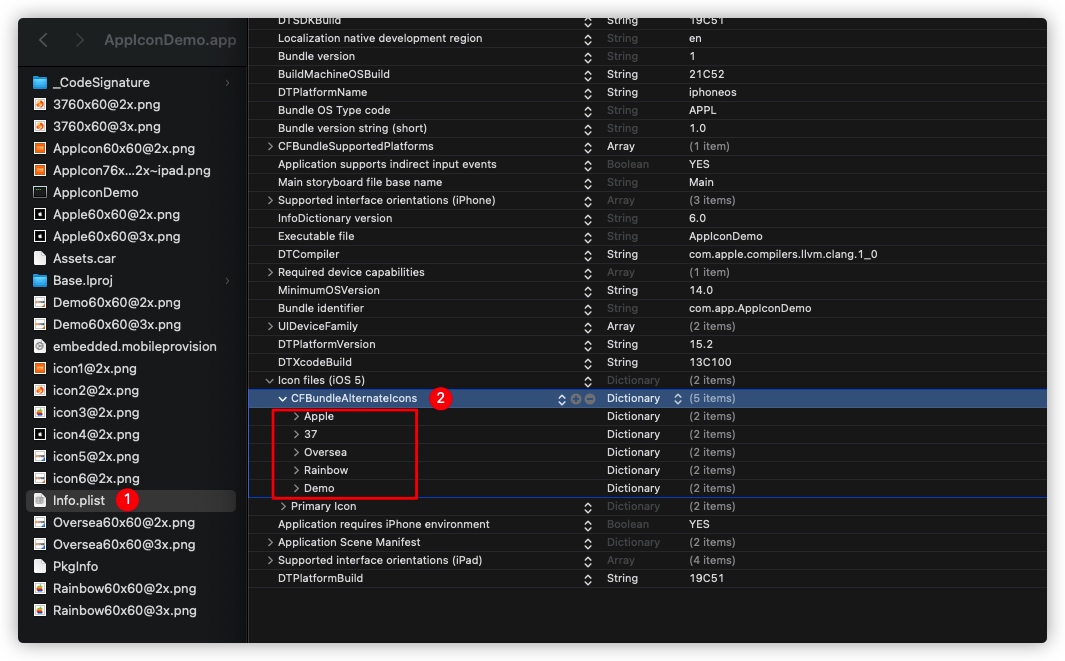 AppIconDemo.app
_CodeSignature
3760x60@2x.png
3760x60@3x.png
AppIcon60x60@2x.png
AppIcon76x...2x~ipad.png
AppIconDemo
Apple60x60@2x.png
Apple60x60@3x.png
Assets.car
Base.lproj
Demo60x60@2x.png
Demo60x60@3x.png
embedded.mobileprovision
icon1@2x.png
icon2@2x.png
icon3@2x.png
icon4@2x.png
icon5@2x.png
icon6@2x.png
Info.plist 1
Oversea60x60@2x.png
Oversea60x60@3x.png
PkgInfo
Rainbow60x60@2x.png
Rainbow60x60@3x.png
DTSDKBuild String 19C51
Localization native development region String en
Bundle version String 1
BuildMachineOSBuild String 21C52
DTPlatformName String iphoneos
Bundle OS Type code String APPL
Bundle version string (short) String 1.0
CFBundleSupportedPlatforms Array (1 item)
Application supports indirect input events Boolean YES
Main storyboard file base name String Main
Supported interface orientations (iPhone) Array (3 items)
InfoDictionary version String 6.0
Executable file String AppIconDemo
DTCompiler String com.apple.compilers.llvm.clang.1_0
Required device capabilities Array (1 item)
MinimumOSVersion String 14.0
Bundle identifier String com.app.AppIconDemo
UIDeviceFamily Array (2 items)
DTPlatformVersion String 15.2
DTXcodeBuild String 13C100
Icon files (iOS 5) Dictionary (2 items)
CFBundleAlternateIcons 2 Dictionary (5 items)
Apple Dictionary (2 items)
37 Dictionary (2 items)
Oversea Dictionary (2 items)
Rainbow Dictionary (2 items)
Demo Dictionary (2 items)
Primary Icon Dictionary (2 items)
Application requires iPhone environment Boolean YES
Application Scene Manifest Dictionary (2 items)
Supported interface orientations (iPad) Array (4 items)
DTPlatformBuild String 19C51